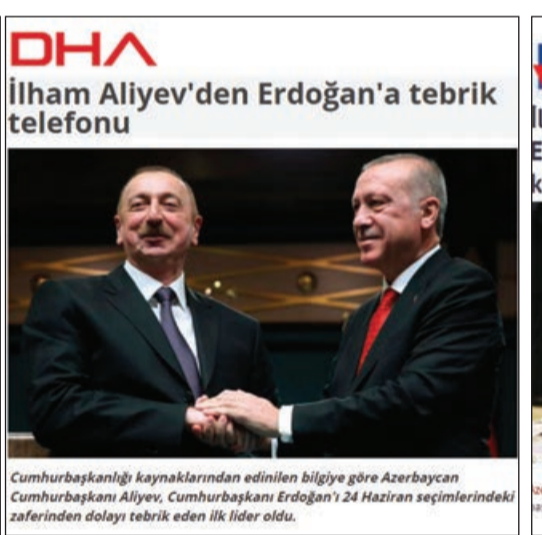 DHA
İlham Aliyev'den Erdoğan'a tebrik
telefonu
Cumhurbaşkanlığı kaynaklarından edinilen bilgiye göre Azerbaycan
Cumhurbaşkanı Aliyev, Cumhurbaşkanı Erdoğan'ı 24 Haziran seçimlerindeki
zaferinden dolayı tebrik eden ilk lider oldu.